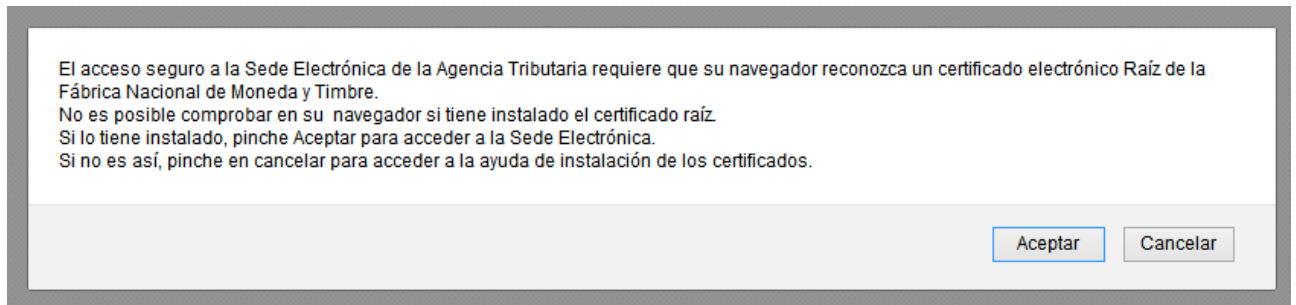 El acceso seguro a la Sede Electrónica de la Agencia Tributaria requiere que su navegador reconozca un certificado electrónico Raíz de la
Fábrica Nacional de Moneda y Timbre.
No es posible comprobar en su navegador si tiene instalado el certificado raíz.
Si lo tiene instalado, pinche Aceptar para acceder a la Sede Electrónica.
Si no es así, pinche en cancelar para acceder a la ayuda de instalación de los certificados.
Aceptar
Cancelar